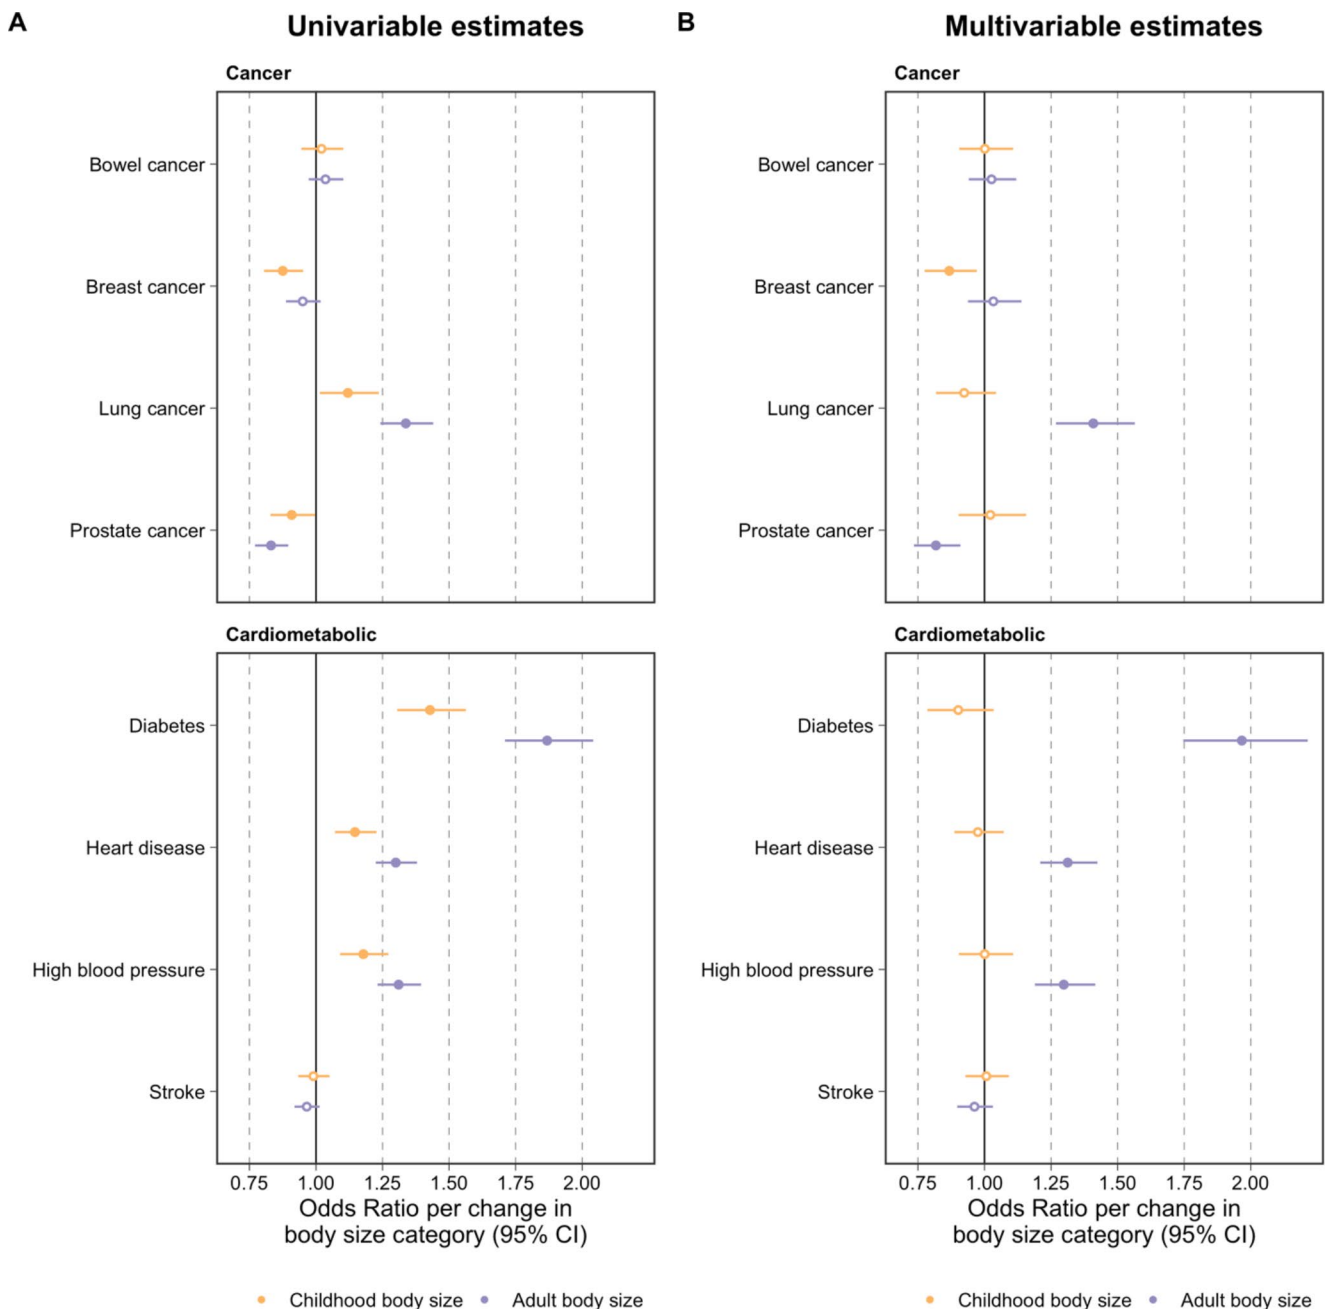 A
Univariable estimates
Cancer
Bowel cancer
Breast cancer
Lung cancer
Prostate cancer
Cardiometabolic
Diabetes
Heart disease
High blood pressure
Stroke
0.75 1.00 1.25 1.50 1.75 2.00
Odds Ratio per change in
body size category (95% CI)
Childhood body size Adult body size
B
Multivariable estimates
Cancer
Bowel cancer
Breast cancer
Lung cancer
Prostate cancer
Cardiometabolic
Diabetes
Heart disease
High blood pressure
Stroke
0.75 1.00 1.25 1.50 1.75 2.00
Odds Ratio per change in
body size category (95% CI)
Childhood body size Adult body size